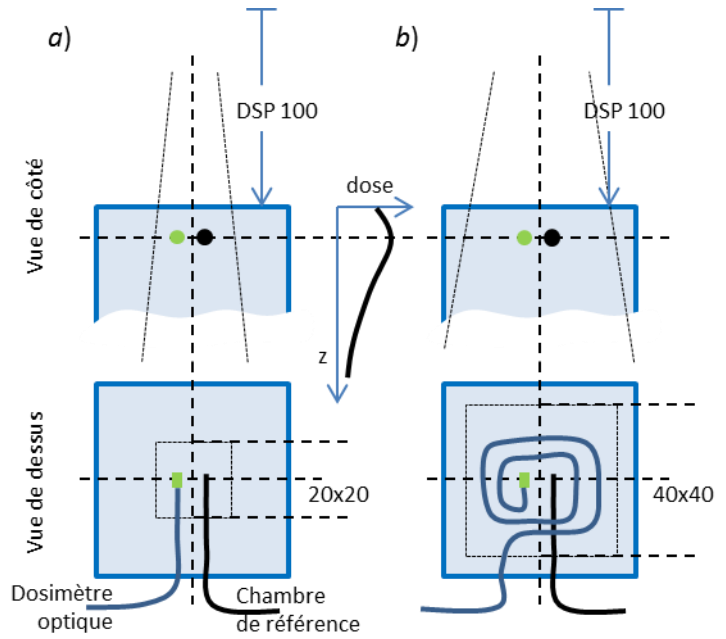 a)
b)
DSP 100
DSP 100
Vue de côté
dose
z
Vue de dessus
20x20
40x40
Dosimètre
optique
Chambre
de référence